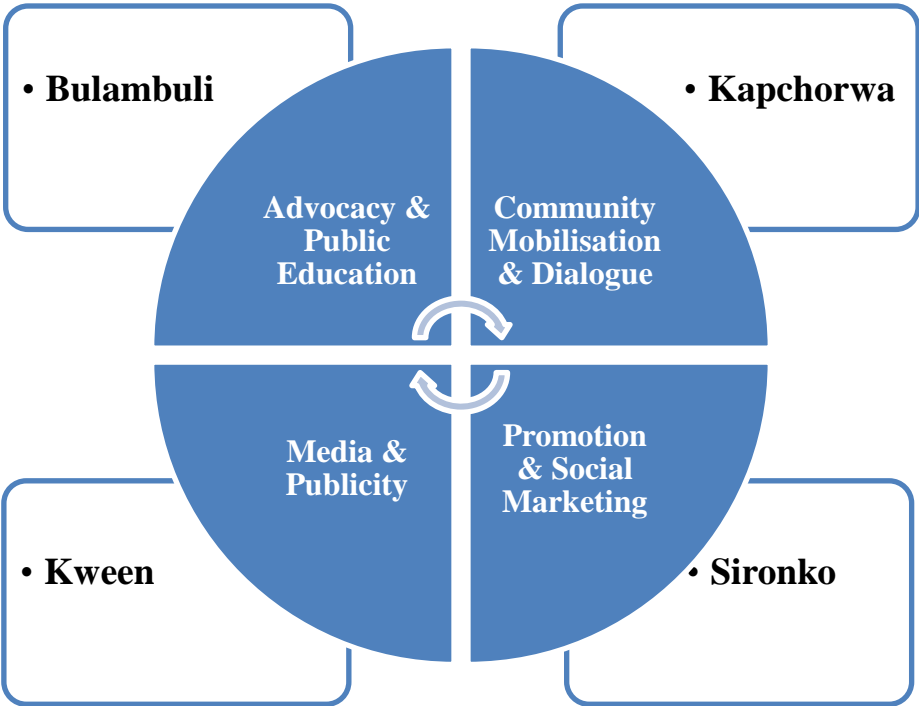 • Bulambuli
• Kapchorwa
Advocacy &
Public
Education
Community
Mobilisation
& Dialogue
Media &
Publicity
Promotion
& Social
Marketing
• Kween
• Sironko